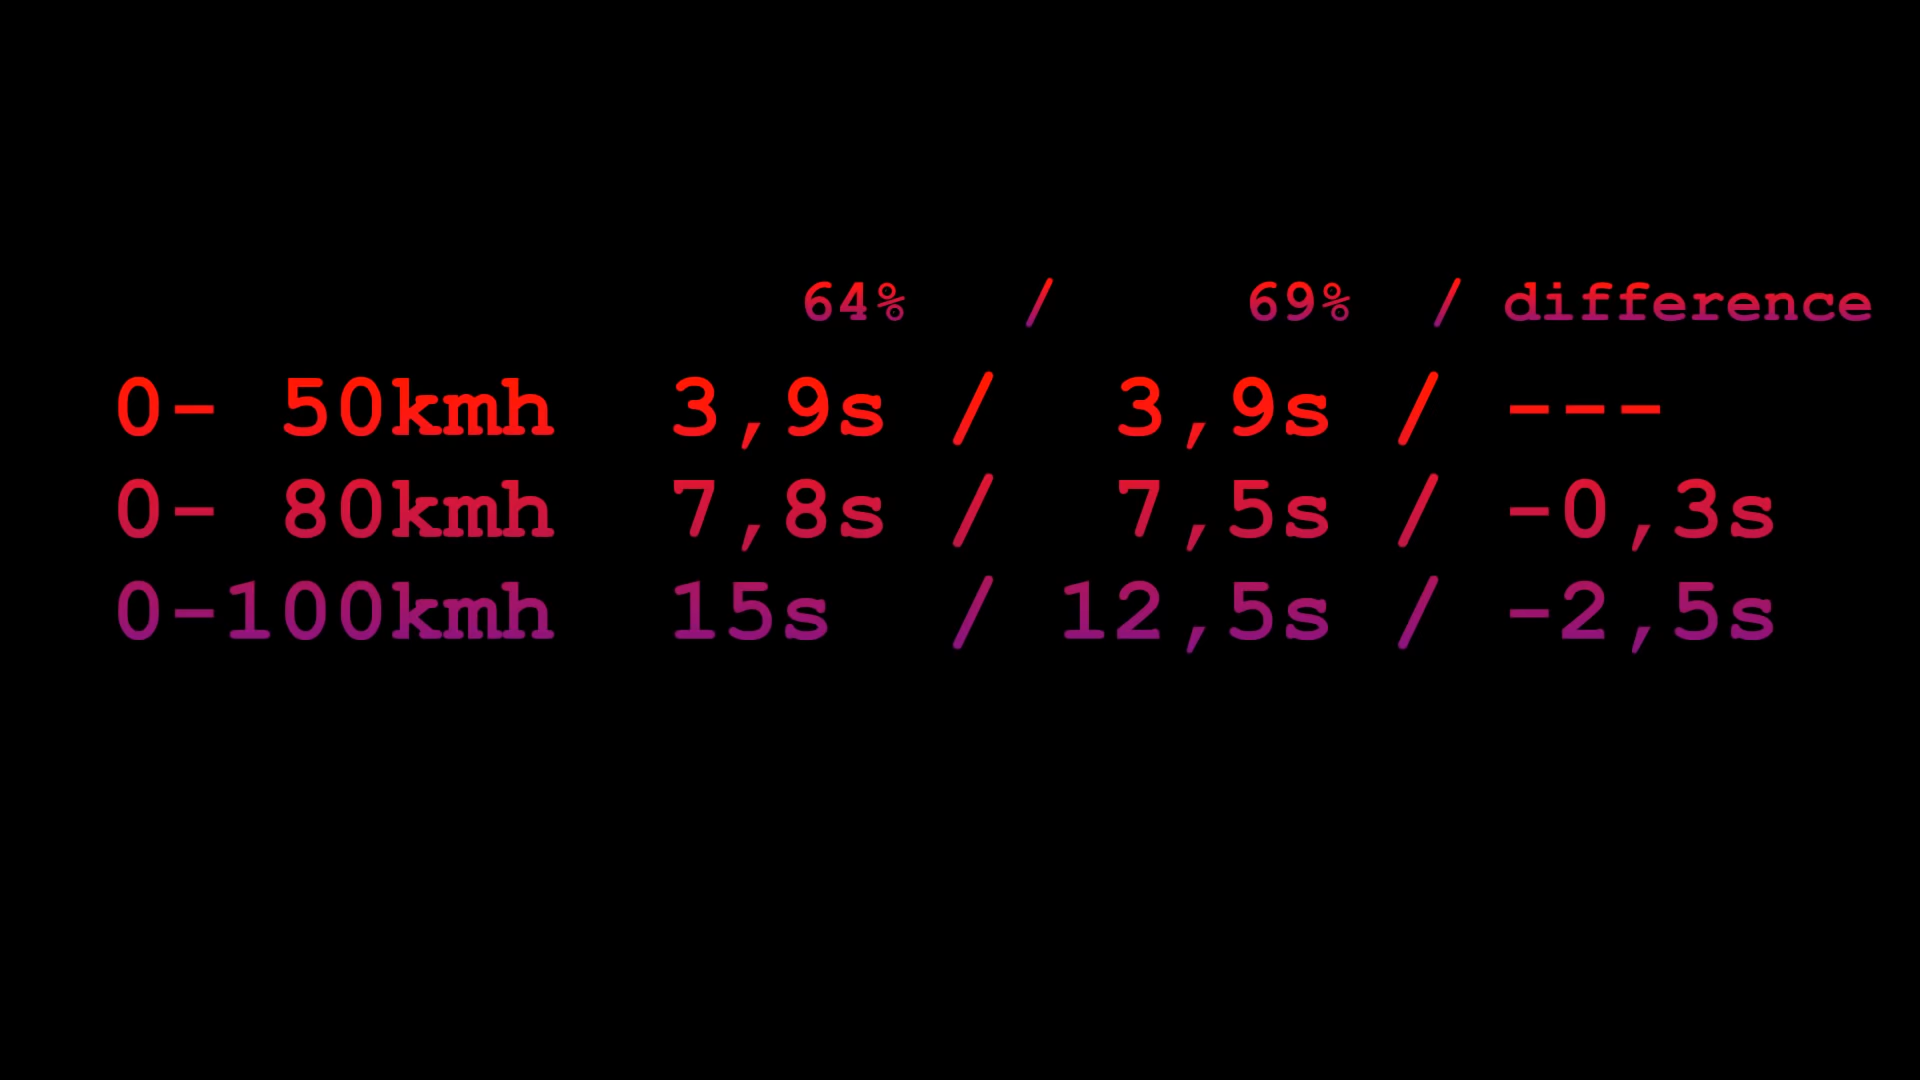 64% / 69% / difference
0- 50kmh 3,9s / 3,9s / ---
0- 80kmh 7,8s / 7,5s / -0,3s
0-100kmh 15s / 12,5s / -2,5s